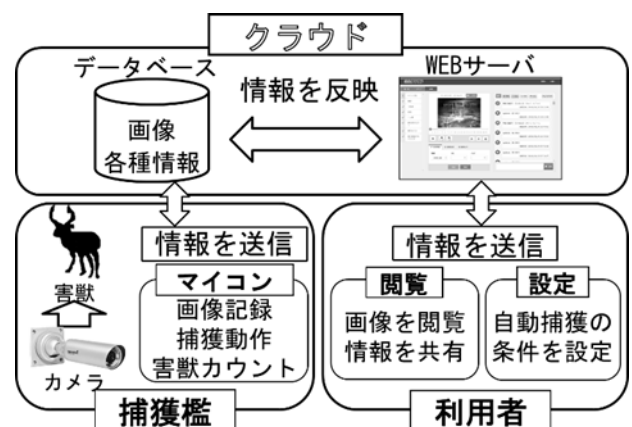 クラウド
データベース
WEBサーバ
情報を反映
画像
各種情報
情報を送信
害獣
マイコン
画像記録
捕獲動作
害獣カウント
カメラ
捕獲檻
情報を送信
閲覧
画像を閲覧
情報を共有
設定
自動捕獲の
条件を設定
利用者